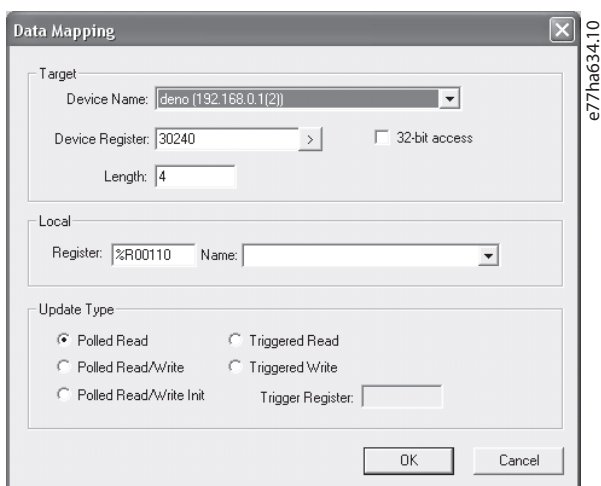 Data Mapping
e77ha634.10
Target
Device Name: deno (192.168.0.1(2))
Device Register: 30240 > 32-bit access
Length: 4
Local
Register: %R00110 Name:
Update Type
Polled Read Triggered Read
Polled Read/Write Triggered Write
Polled Read/Write Init Trigger Register:
OK Cancel